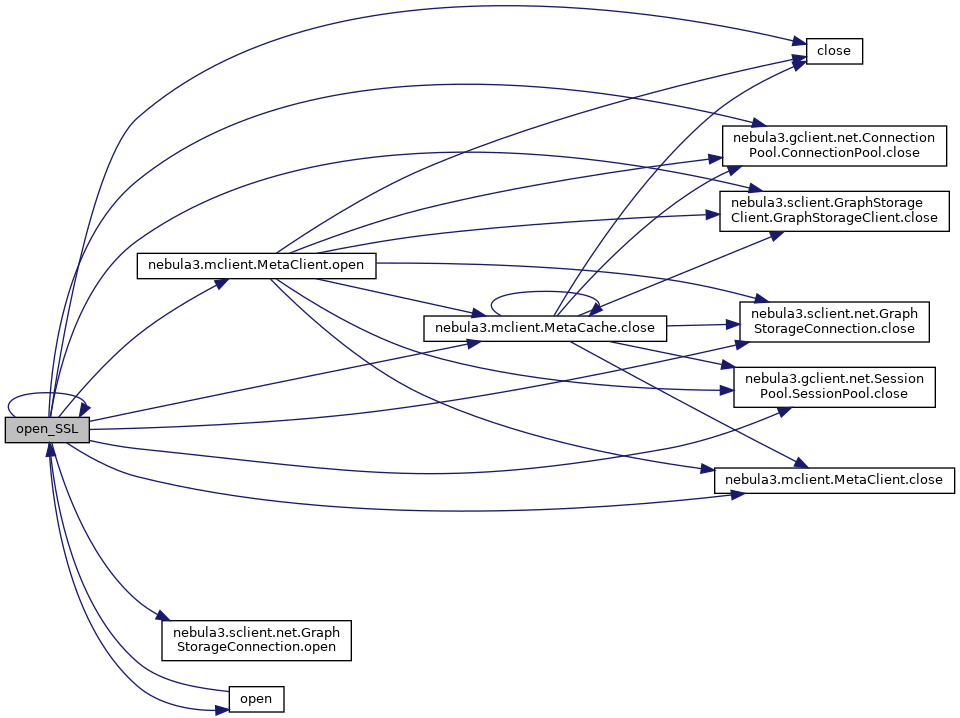 close
nebula3.gclient.net.Connection
Pool.ConnectionPool.close
nebula3.sclient.GraphStorage
Client.GraphStorageClient.close
nebula3.mclient.MetaClient.open
nebula3.sclient.net.Graph
StorageConnection.close
nebula3.mclient.MetaCache.close
nebula3.gclient.net.Session
Pool.SessionPool.close
open_SSL
nebula3.mclient.MetaClient.close
nebula3.sclient.net.Graph
StorageConnection.open
open